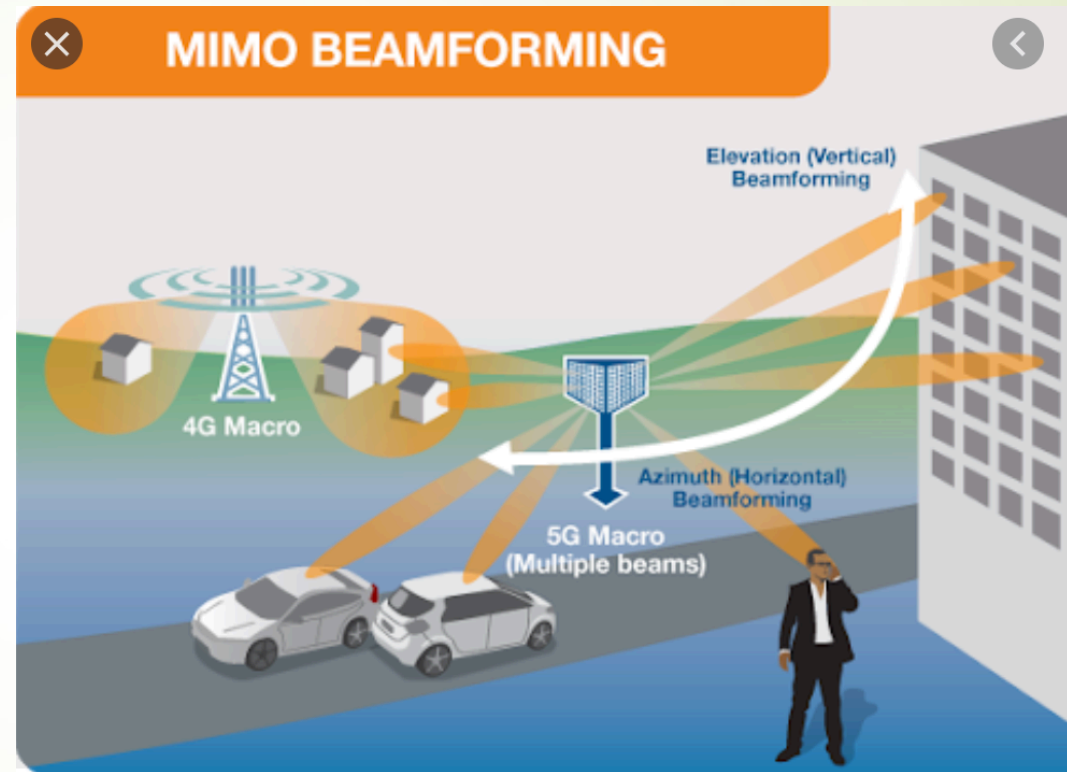 MIMO BEAMFORMING
Elevation (Vertical)
Beamforming
4G Macro
Azimuth (Horizontal)
Beamforming
5G Macro
(Multiple beams)